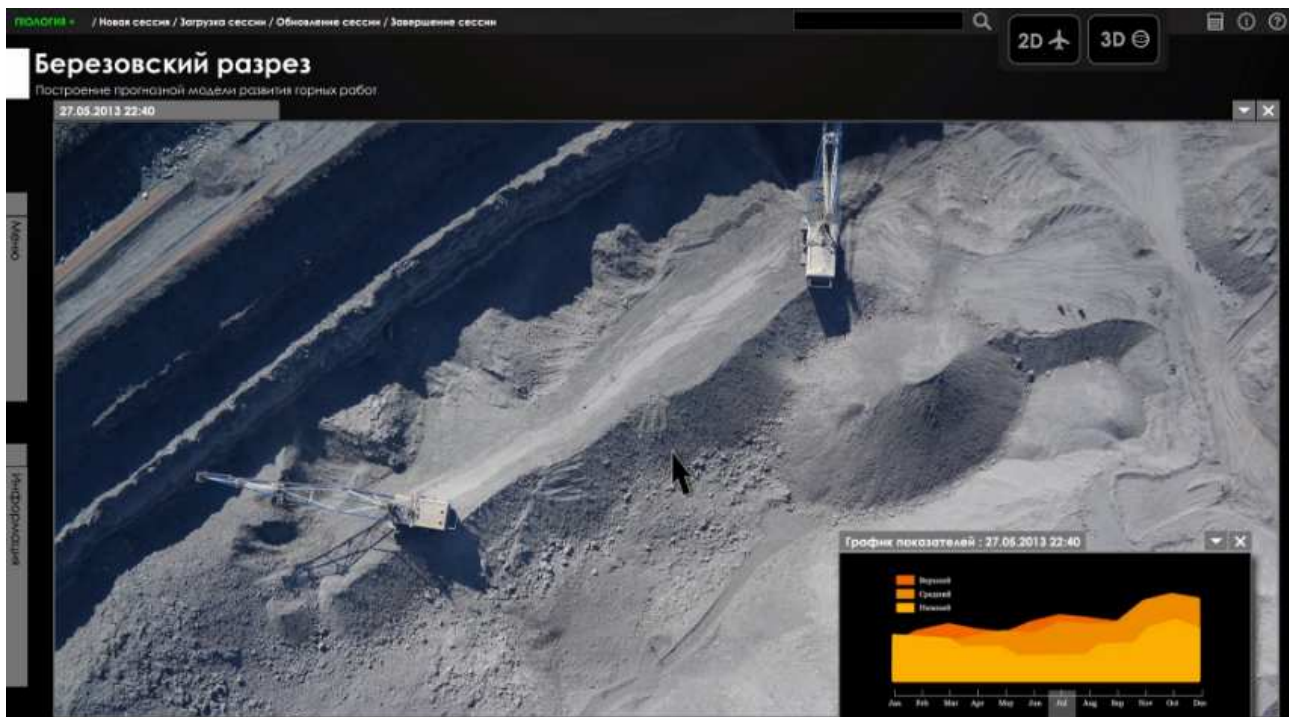 ГЕОЛОГИЯ + / Новая сессия / Загрузка сессии / Обновление сессии / Завершение сессии
2D 3D
Березовский разрез
Построение прогнозной модели развития горных работ
27.05.2013 22:40
Меню
Информация
График показателей : 27.05.2013 22:40
Верхний
Средний
Нижний
Jan Feb Mar Apr May Jun Jul Aug Sep Nov Oct Dec